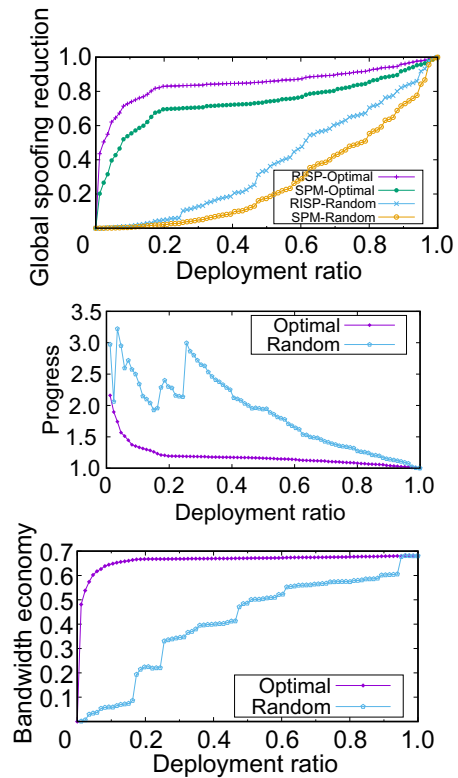 Global spoofing reduction
1.0
0.8
0.6
0.4
0.2
RISP-Optimal
SPM-Optimal
RISP-Random
SPM-Random
0 0.2 0.4 0.6 0.8 1.0
Deployment ratio
Progress
3.5
3.0
2.5
2.0
1.5
1.0
Optimal
Random
0 0.2 0.4 0.6 0.8 1.0
Deployment ratio
Bandwidth economy
0.7
0.6
0.5
0.4
0.3
0.2
0.1
Optimal
Random
0 0.2 0.4 0.6 0.8 1.0
Deployment ratio